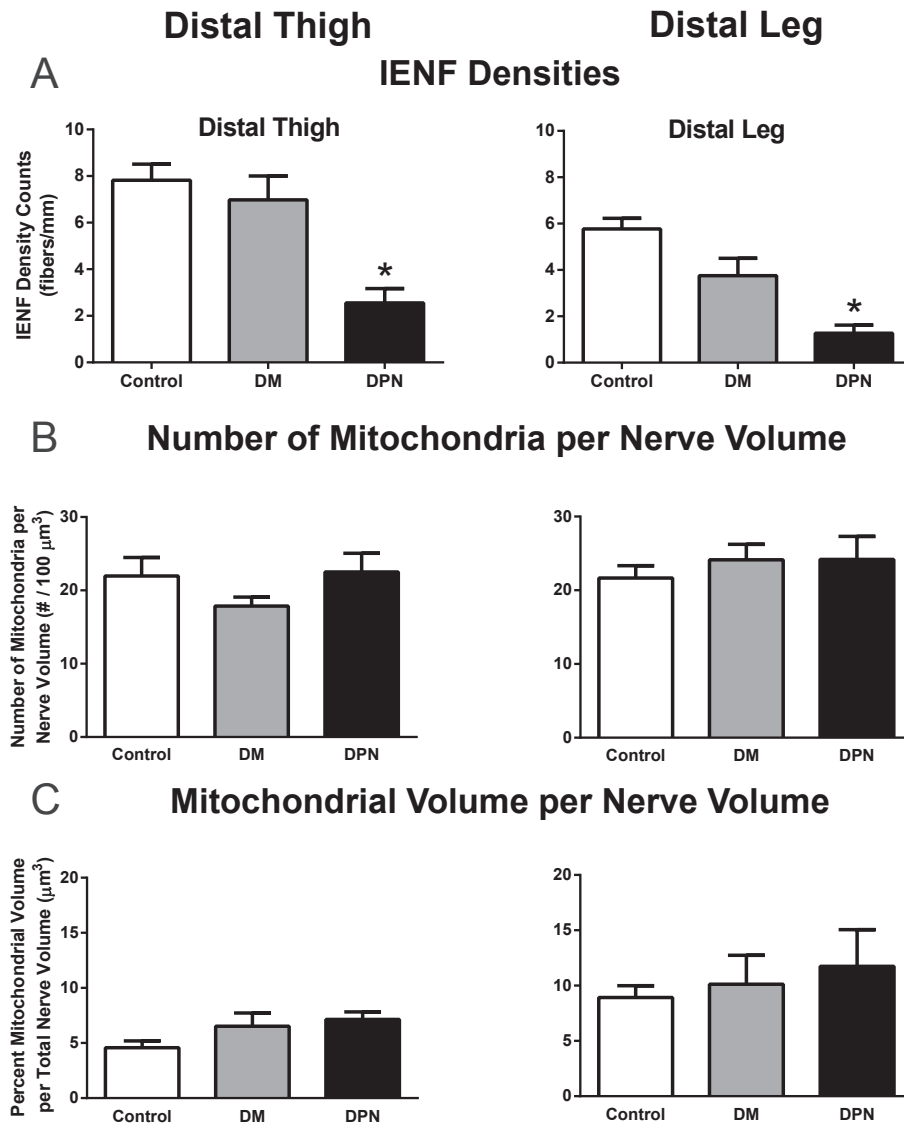 Distal Thigh
Distal Leg
A
IENF Densities
Distal Thigh
IENF Density Counts
(fibers/mm)
10
8
6
4
2
0
*
Control DM DPN
Distal Leg
10
8
6
4
2
0
*
Control DM DPN
B
Number of Mitochondria per Nerve Volume
Number of Mitochondria per
Nerve Volume (# / 100 μm³)
30
20
10
0
Control DM DPN
30
20
10
0
Control DM DPN
C
Mitochondrial Volume per Nerve Volume
Percent Mitochondrial Volume
per Total Nerve Volume (μm³)
20
15
10
5
0
Control DM DPN
20
15
10
5
0
Control DM DPN